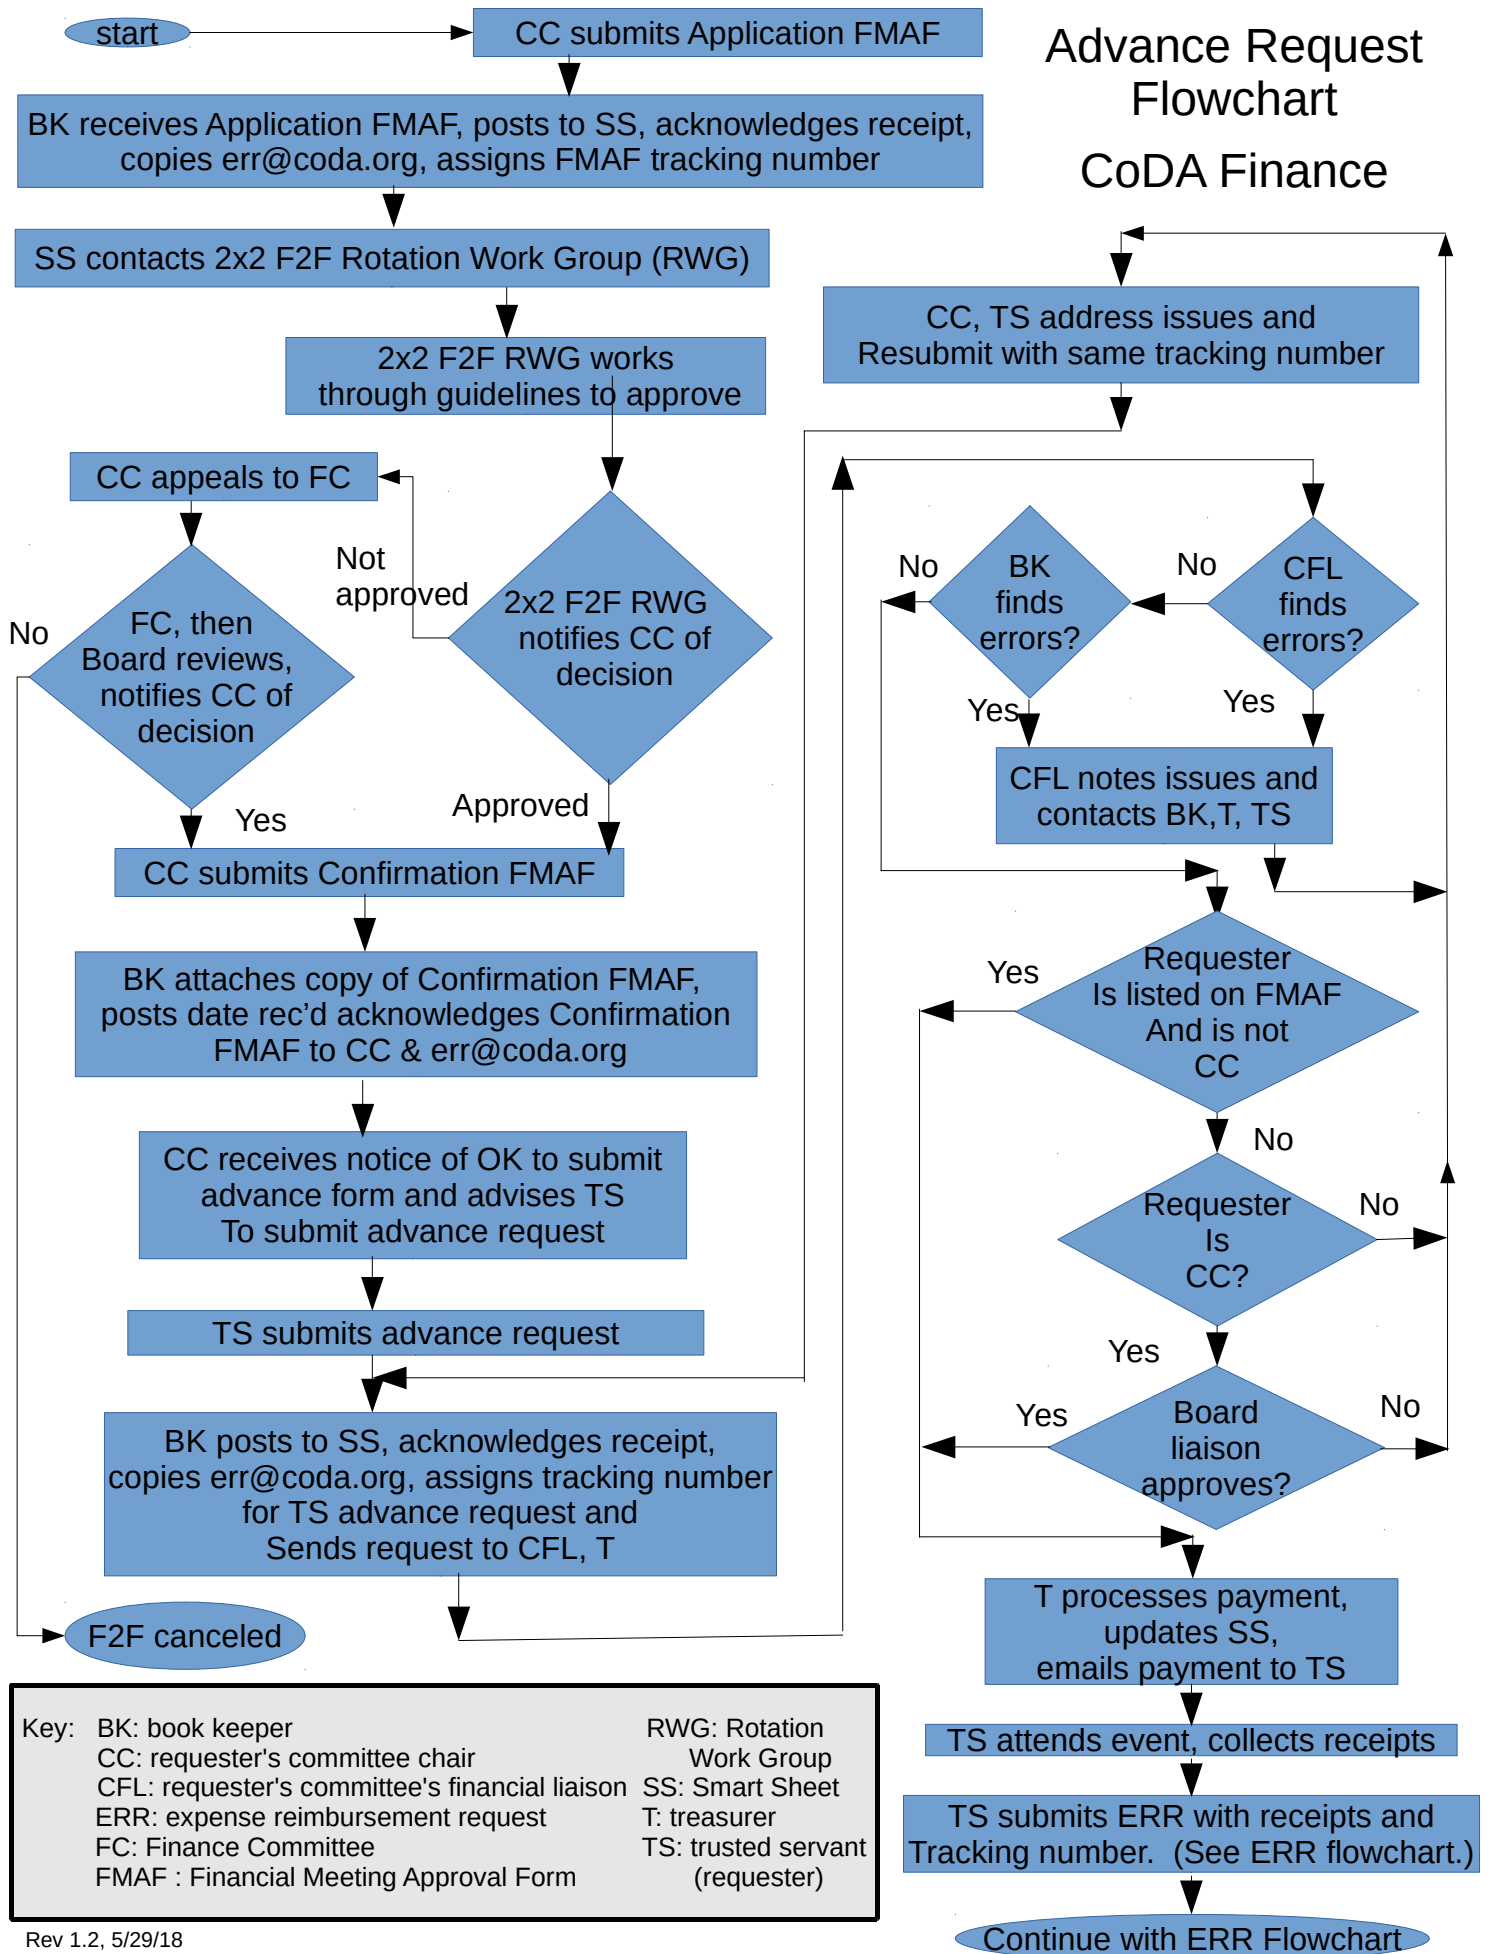 start
CC submits Application FMAF
Advance Request
Flowchart
CoDA Finance
BK receives Application FMAF, posts to SS, acknowledges receipt,
copies err@coda.org, assigns FMAF tracking number
SS contacts 2x2 F2F Rotation Work Group (RWG)
2x2 F2F RWG works
through guidelines to approve
CC appeals to FC
Not
approved
2x2 F2F RWG
notifies CC of
decision
No
FC, then
Board reviews,
notifies CC of
decision
Yes
Approved
CC submits Confirmation FMAF
BK attaches copy of Confirmation FMAF,
posts date rec’d acknowledges Confirmation
FMAF to CC & err@coda.org
CC receives notice of OK to submit
advance form and advises TS
To submit advance request
TS submits advance request
BK posts to SS, acknowledges receipt,
copies err@coda.org, assigns tracking number
for TS advance request and
Sends request to CFL, T
F2F canceled
CC, TS address issues and
Resubmit with same tracking number
CFL
finds
errors?
No
BK
finds
errors?
No
Yes
Yes
CFL notes issues and
contacts BK,T, TS
Requester
Is listed on FMAF
And is not
CC
Yes
No
Requester
Is
CC?
No
Yes
Board
liaison
approves?
Yes
No
T processes payment,
updates SS,
emails payment to TS
TS attends event, collects receipts
TS submits ERR with receipts and
Tracking number.  (See ERR flowchart.)
Continue with ERR Flowchart
Key: BK: book keeper
CC: requester's committee chair
CFL: requester's committee's financial liaison
ERR: expense reimbursement request
FC: Finance Committee
FMAF : Financial Meeting Approval Form
RWG: Rotation
Work Group
SS: Smart Sheet
T: treasurer
TS: trusted servant
(requester)
Rev 1.2, 5/29/18